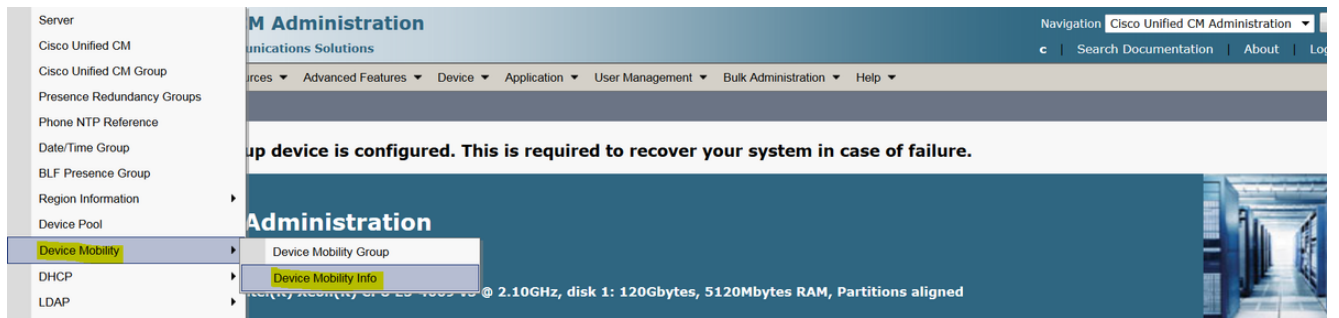 Server
Cisco Unified CM
Cisco Unified CM Group
Presence Redundancy Groups
Phone NTP Reference
Date/Time Group
BLF Presence Group
Region Information
Device Pool
Device Mobility
DHCP
LDAP
Device Mobility Group
Device Mobility Info
M Administration
unications Solutions
Navigation Cisco Unified CM Administration
c | Search Documentation | About | Log
urces Advanced Features Device Application User Management Bulk Administration Help
up device is configured. This is required to recover your system in case of failure.
Administration
@ 2.10GHz, disk 1: 120Gbytes, 5120Mbytes RAM, Partitions aligned